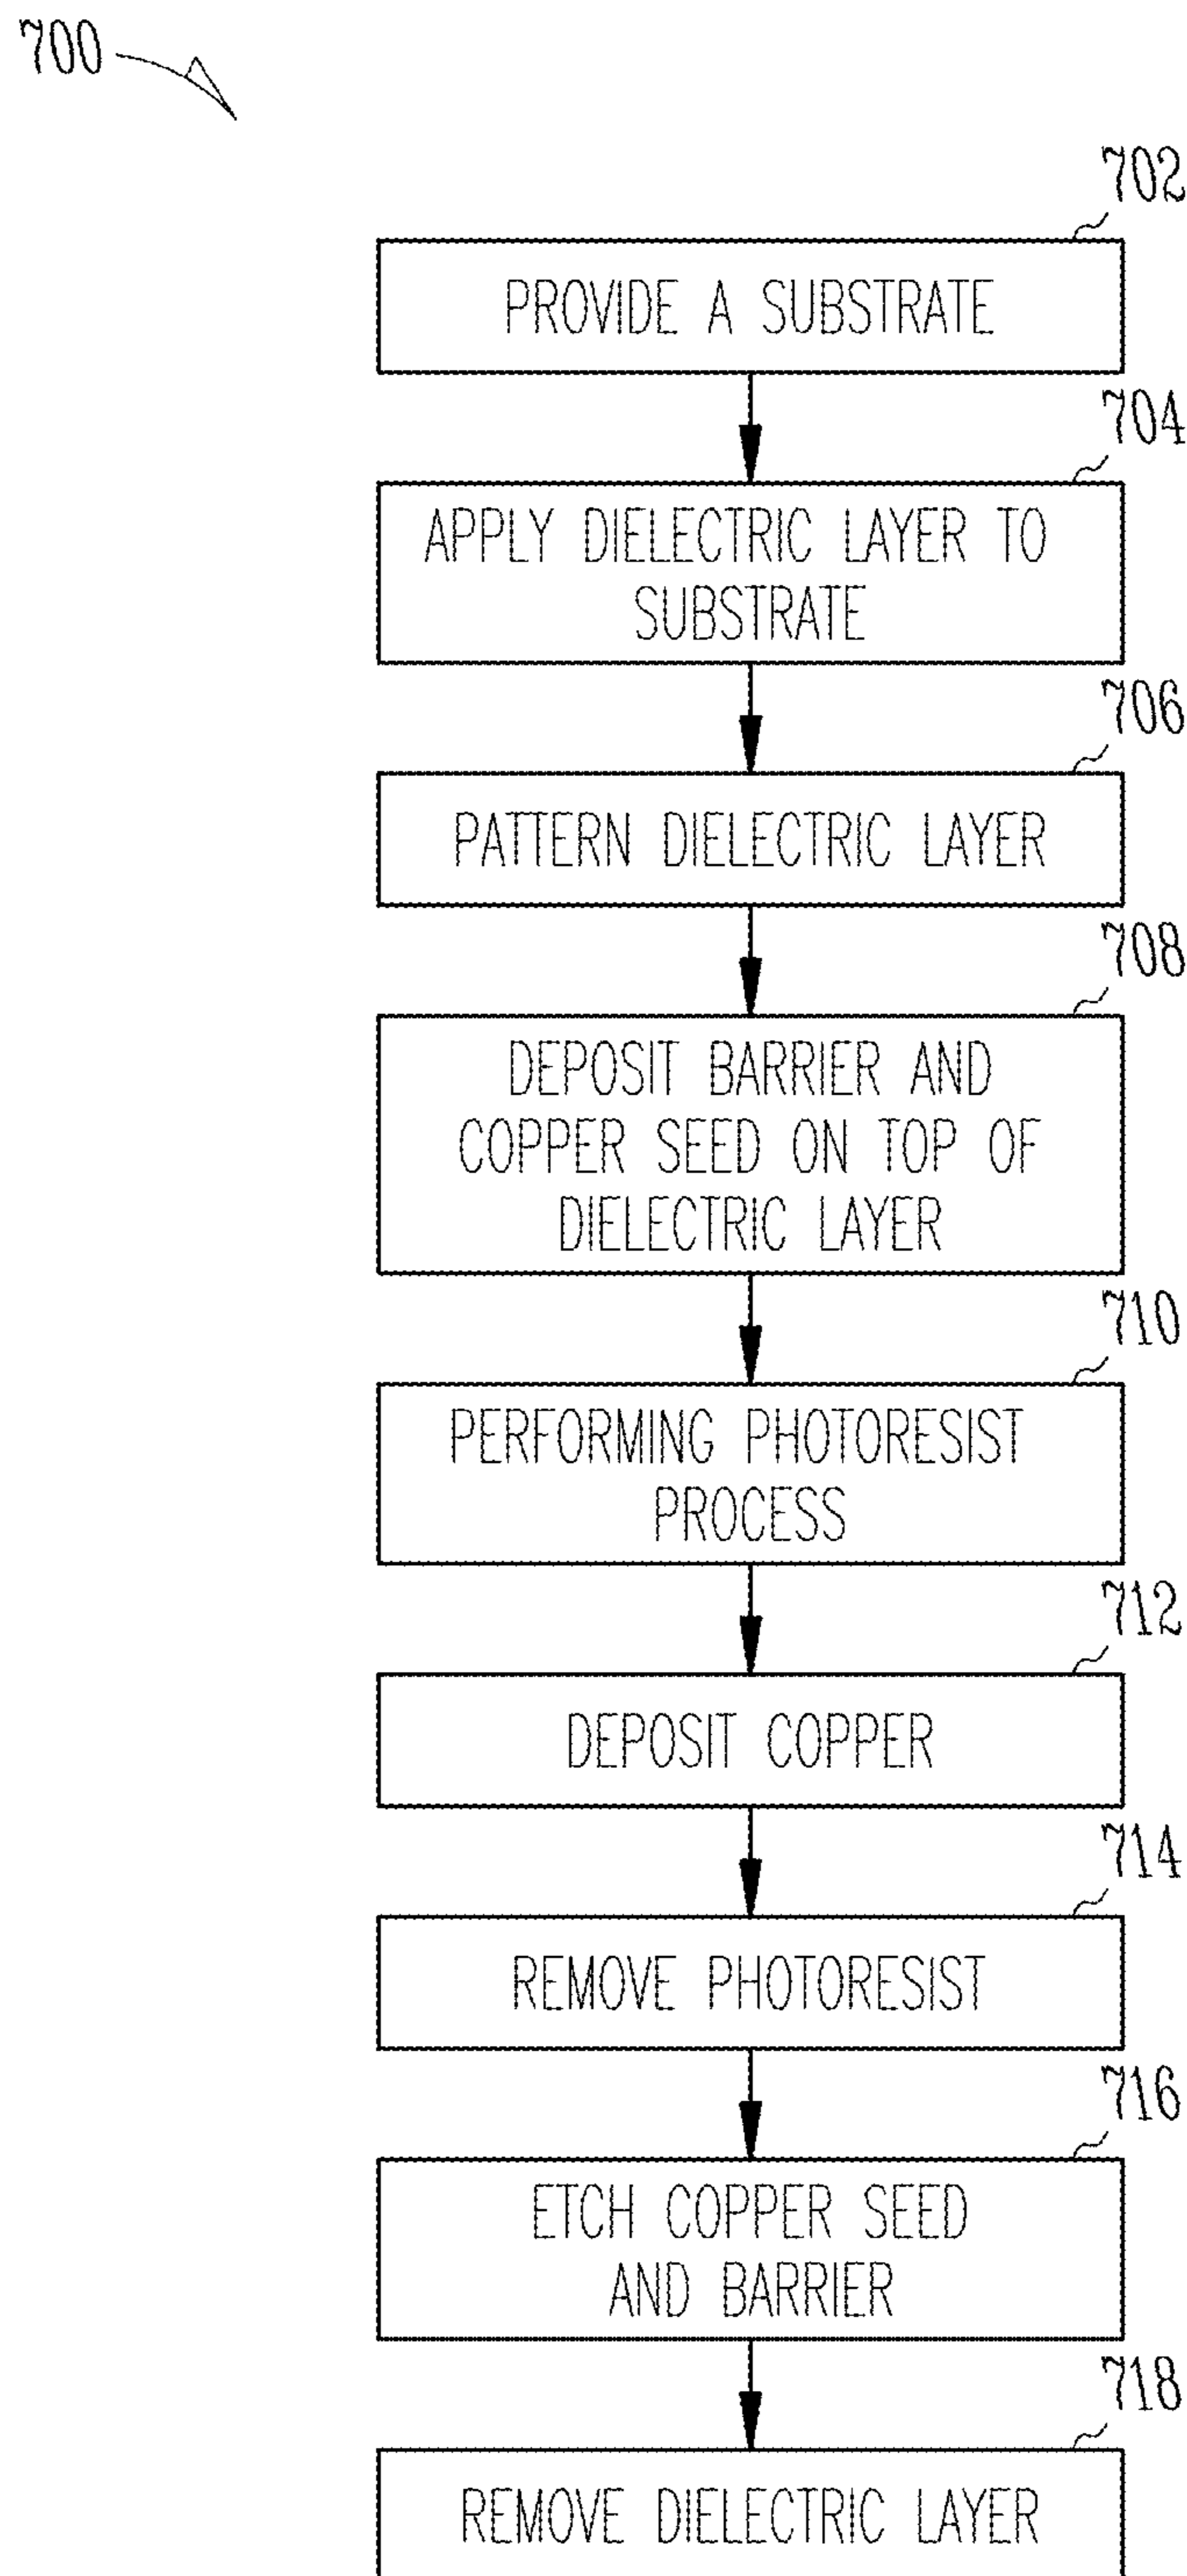 700
702
PROVIDE A SUBSTRATE
704
APPLY DIELECTRIC LAYER TO
SUBSTRATE
706
PATTERN DIELECTRIC LAYER
708
DEPOSIT BARRIER AND
COPPER SEED ON TOP OF
DIELECTRIC LAYER
710
PERFORMING PHOTORESIST
PROCESS
712
DEPOSIT COPPER
714
REMOVE PHOTORESIST
716
ETCH COPPER SEED
AND BARRIER
718
REMOVE DIELECTRIC LAYER